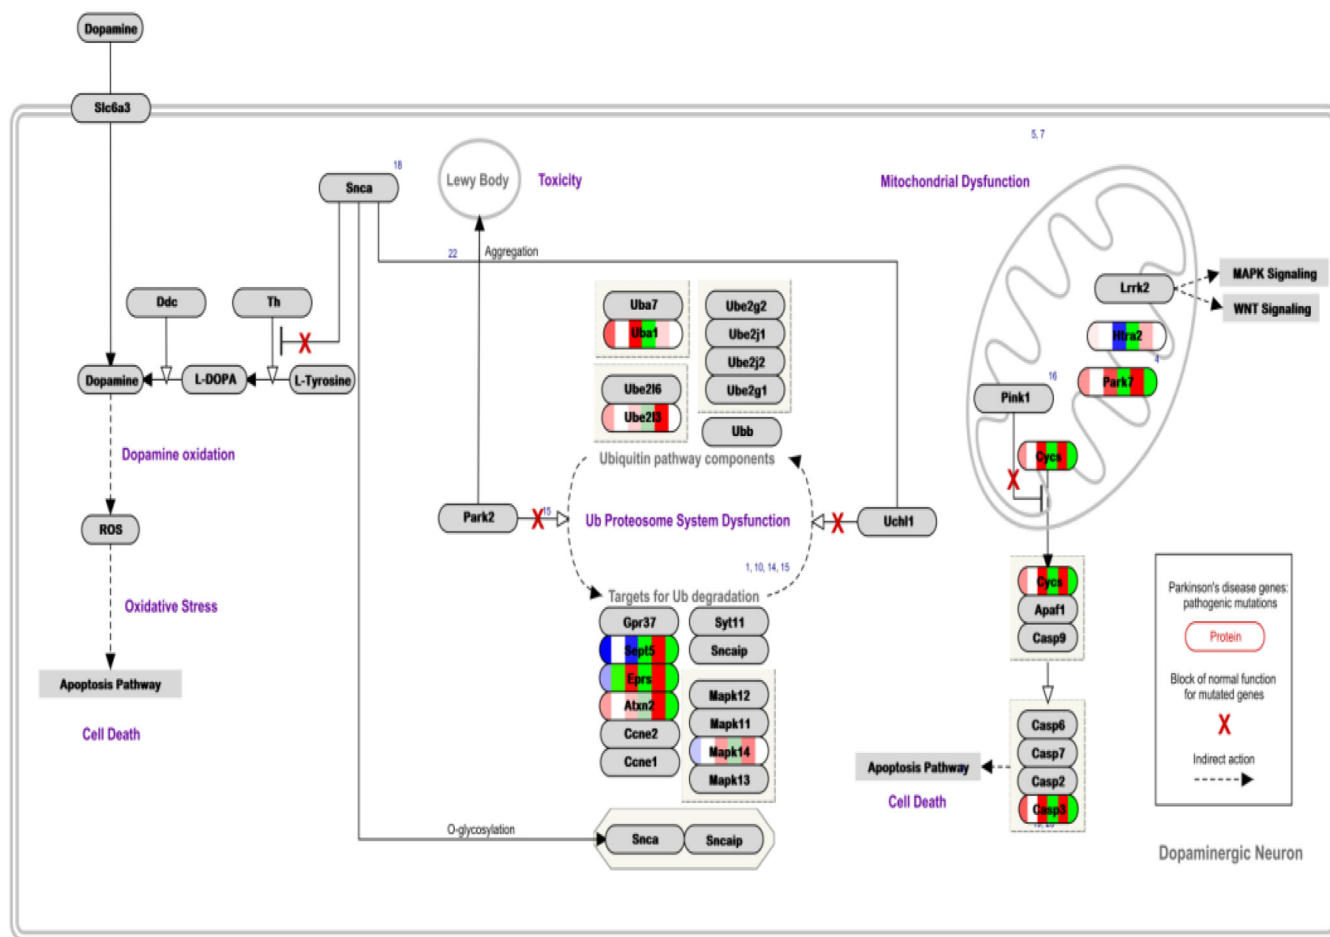 Dopamine
Slc6a3
5, 7
18
Snca
Lewy Body
Toxicity
Mitochondrial Dysfunction
22
Aggregation
MAPK Signaling
Lrrk2
WNT Signaling
Ddc
Th
Uba7
Uba1
Ube2g2
Ube2j1
Ube2j2
Ube2g1
Htra2
4
Park7
16
Pink1
Dopamine
L-DOPA
L-Tyrosine
Ube2l6
Ube2l3
Ubb
Ubiquitin pathway components
Cycs
Dopamine oxidation
ROS
Park2
15
Ub Proteosome System Dysfunction
Uchl1
1, 10, 14, 15
Oxidative Stress
Targets for Ub degradation
Gpr37
Sept5
Eprs
Atxn2
Ccne2
Ccne1
Syt11
Sncaip
Mapk12
Mapk11
Mapk14
Mapk13
Cycs
Apaf1
Casp9
Casp6
Casp7
Casp2
Casp3
Apoptosis Pathway
Cell Death
Apoptosis Pathway
Cell Death
O-glycosylation
Snca
Sncaip
Parkinson's disease genes:
pathogenic mutations
Protein
Block of normal function
for mutated genes
X
Indirect action
Dopaminergic Neuron